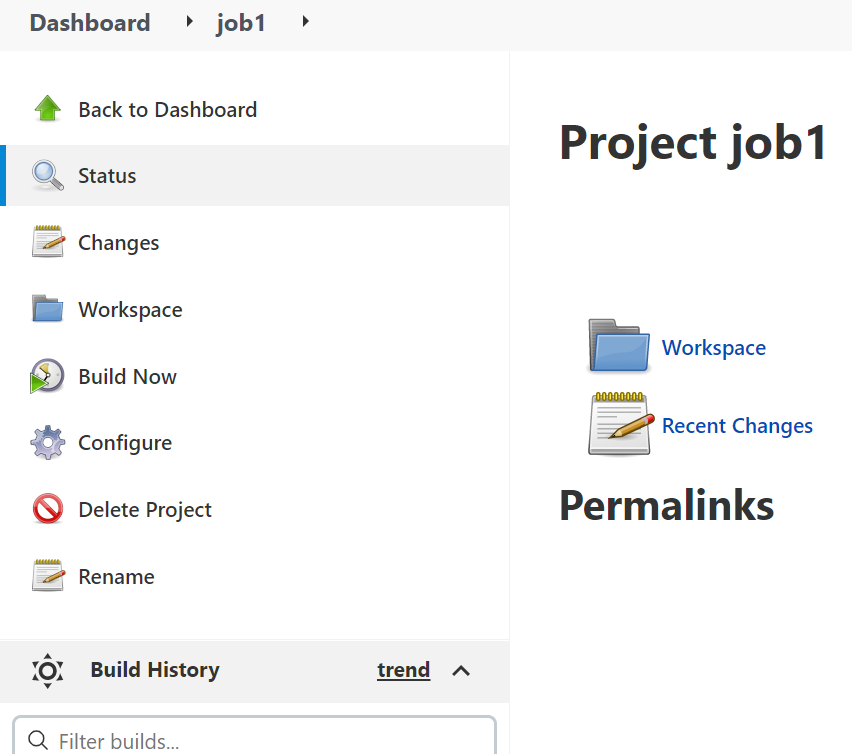 Dashboard job1
Back to Dashboard
Status
Changes
Workspace
Build Now
Configure
Delete Project
Rename
Build History trend
Filter builds...
Project job1
Workspace
Recent Changes
Permalinks